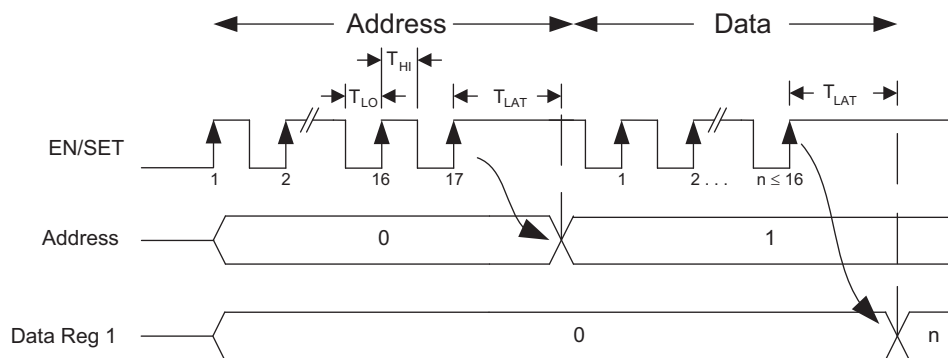 Address Data
T_HI
T_LO T_LAT T_LAT
EN/SET
1 2 16 17 1 2 . . . n ≤ 16
Address 0 1
Data Reg 1 0 n